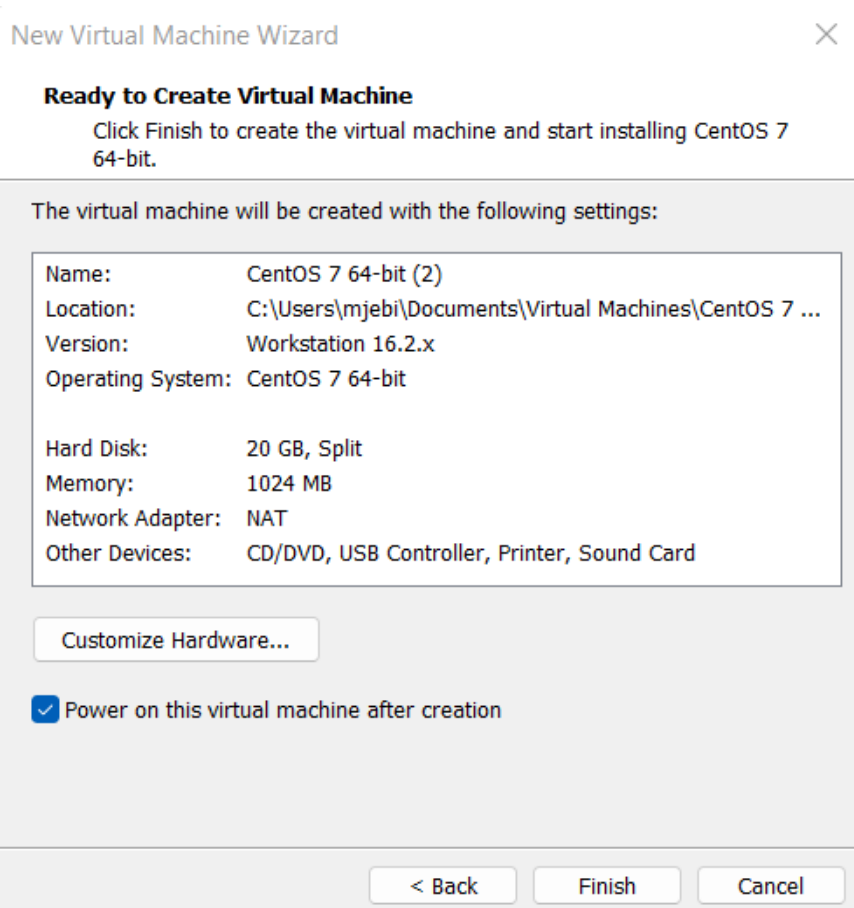 New Virtual Machine Wizard
Ready to Create Virtual Machine
Click Finish to create the virtual machine and start installing CentOS 7
64-bit.
The virtual machine will be created with the following settings:
Name: CentOS 7 64-bit (2)
Location: C:\Users\mjebi\Documents\Virtual Machines\CentOS 7 ...
Version: Workstation 16.2.x
Operating System: CentOS 7 64-bit
Hard Disk: 20 GB, Split
Memory: 1024 MB
Network Adapter: NAT
Other Devices: CD/DVD, USB Controller, Printer, Sound Card
Customize Hardware...
Power on this virtual machine after creation
< Back Finish Cancel